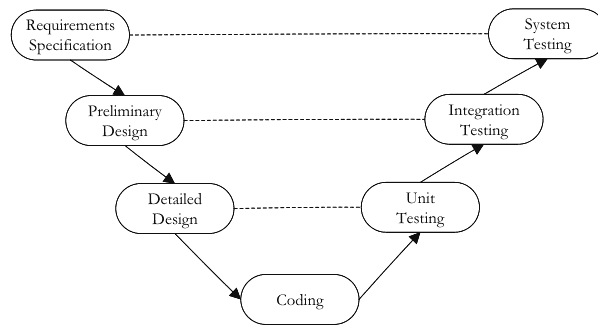 Requirements
Specification
System
Testing
Preliminary
Design
Integration
Testing
Detailed
Design
Unit
Testing
Coding